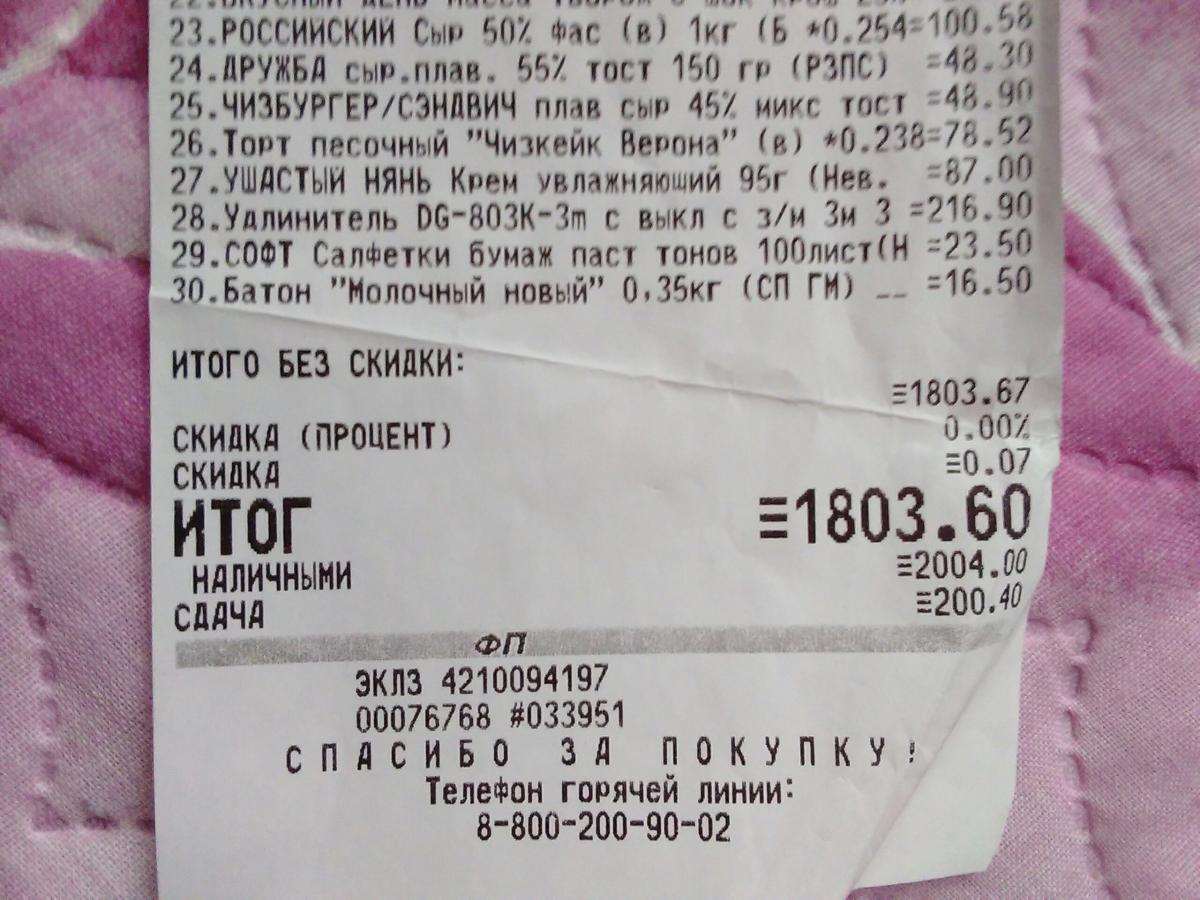 23.РОССИЙСКИЙ Сыр 50% фас (в) 1кг (Б *0.254=100.58
24.ДРУЖБА сыр.плав. 55% тост 150 гр (РЗПС) =48.30
25.ЧИЗБУРГЕР/СЭНДВИЧ плав сыр 45% микс тост =48.90
26.Торт песочный "Чизкейк Верона" (в) *0.238=78.52
27.УШАСТЫЙ НЯНЬ Крем увлажняюший 95г (Нев. =87.00
28.Удлинитель DG-803K-3m с выкл с з/м 3м 3 =216.90
29.СОФТ Салфетки бумаж паст тонов 100лист(Н =23.50
30.Батон "Молочный новый" 0,35кг (СП ГМ) __ =16.50
ИТОГО БЕЗ СКИДКИ:
≡1803.67
СКИДКА (ПРОЦЕНТ) 0.00%
СКИДКА ≡0.07
ИТОГ ≡1803.60
НАЛИЧНЫМИ ≡2004.00
СДАЧА ≡200.40
ФП
ЭКЛЗ 4210094197
00076768 #033951
СПАСИБО ЗА ПОКУПКУ!
Телефон горячей линии:
8-800-200-90-02